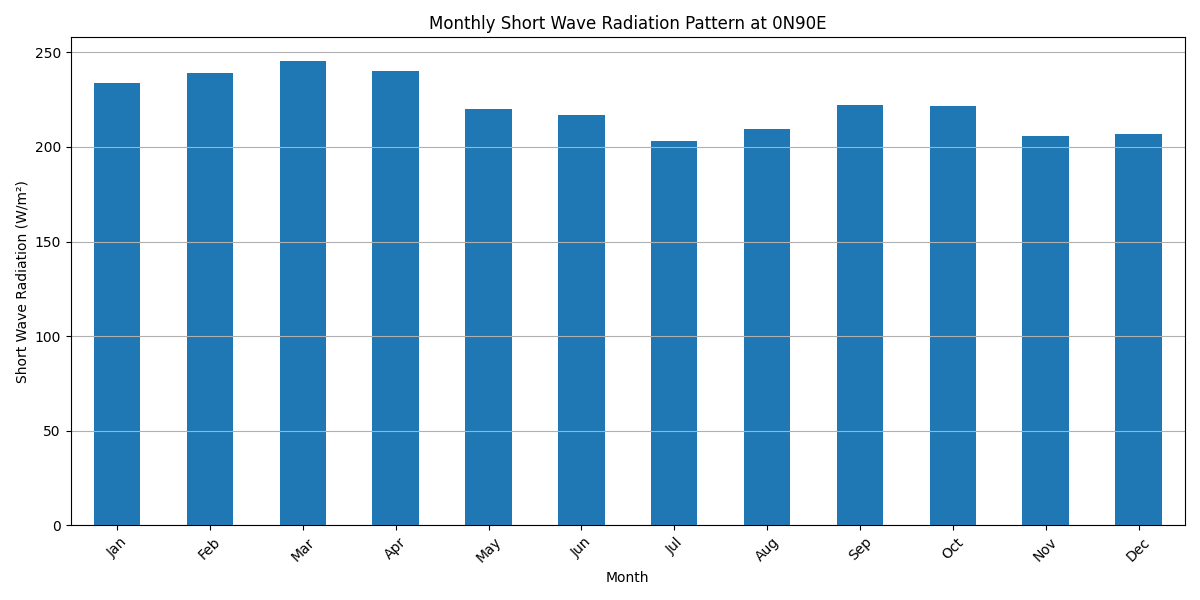 Monthly Short Wave Radiation Pattern at 0N90E
Short Wave Radiation (W/m²)
250
200
150
100
50
0
Jan
Feb
Mar
Apr
May
Jun
Jul
Aug
Sep
Oct
Nov
Dec
Month